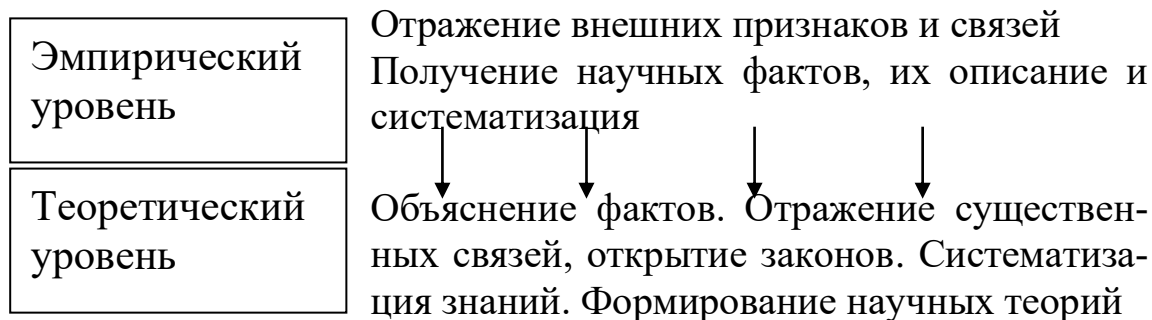 Эмпирический
уровень
Отражение внешних признаков и связей
Получение научных фактов, их описание и
систематизация
Теоретический
уровень
Объяснение фактов. Отражение существен-
ных связей, открытие законов. Систематиза-
ция знаний. Формирование научных теорий